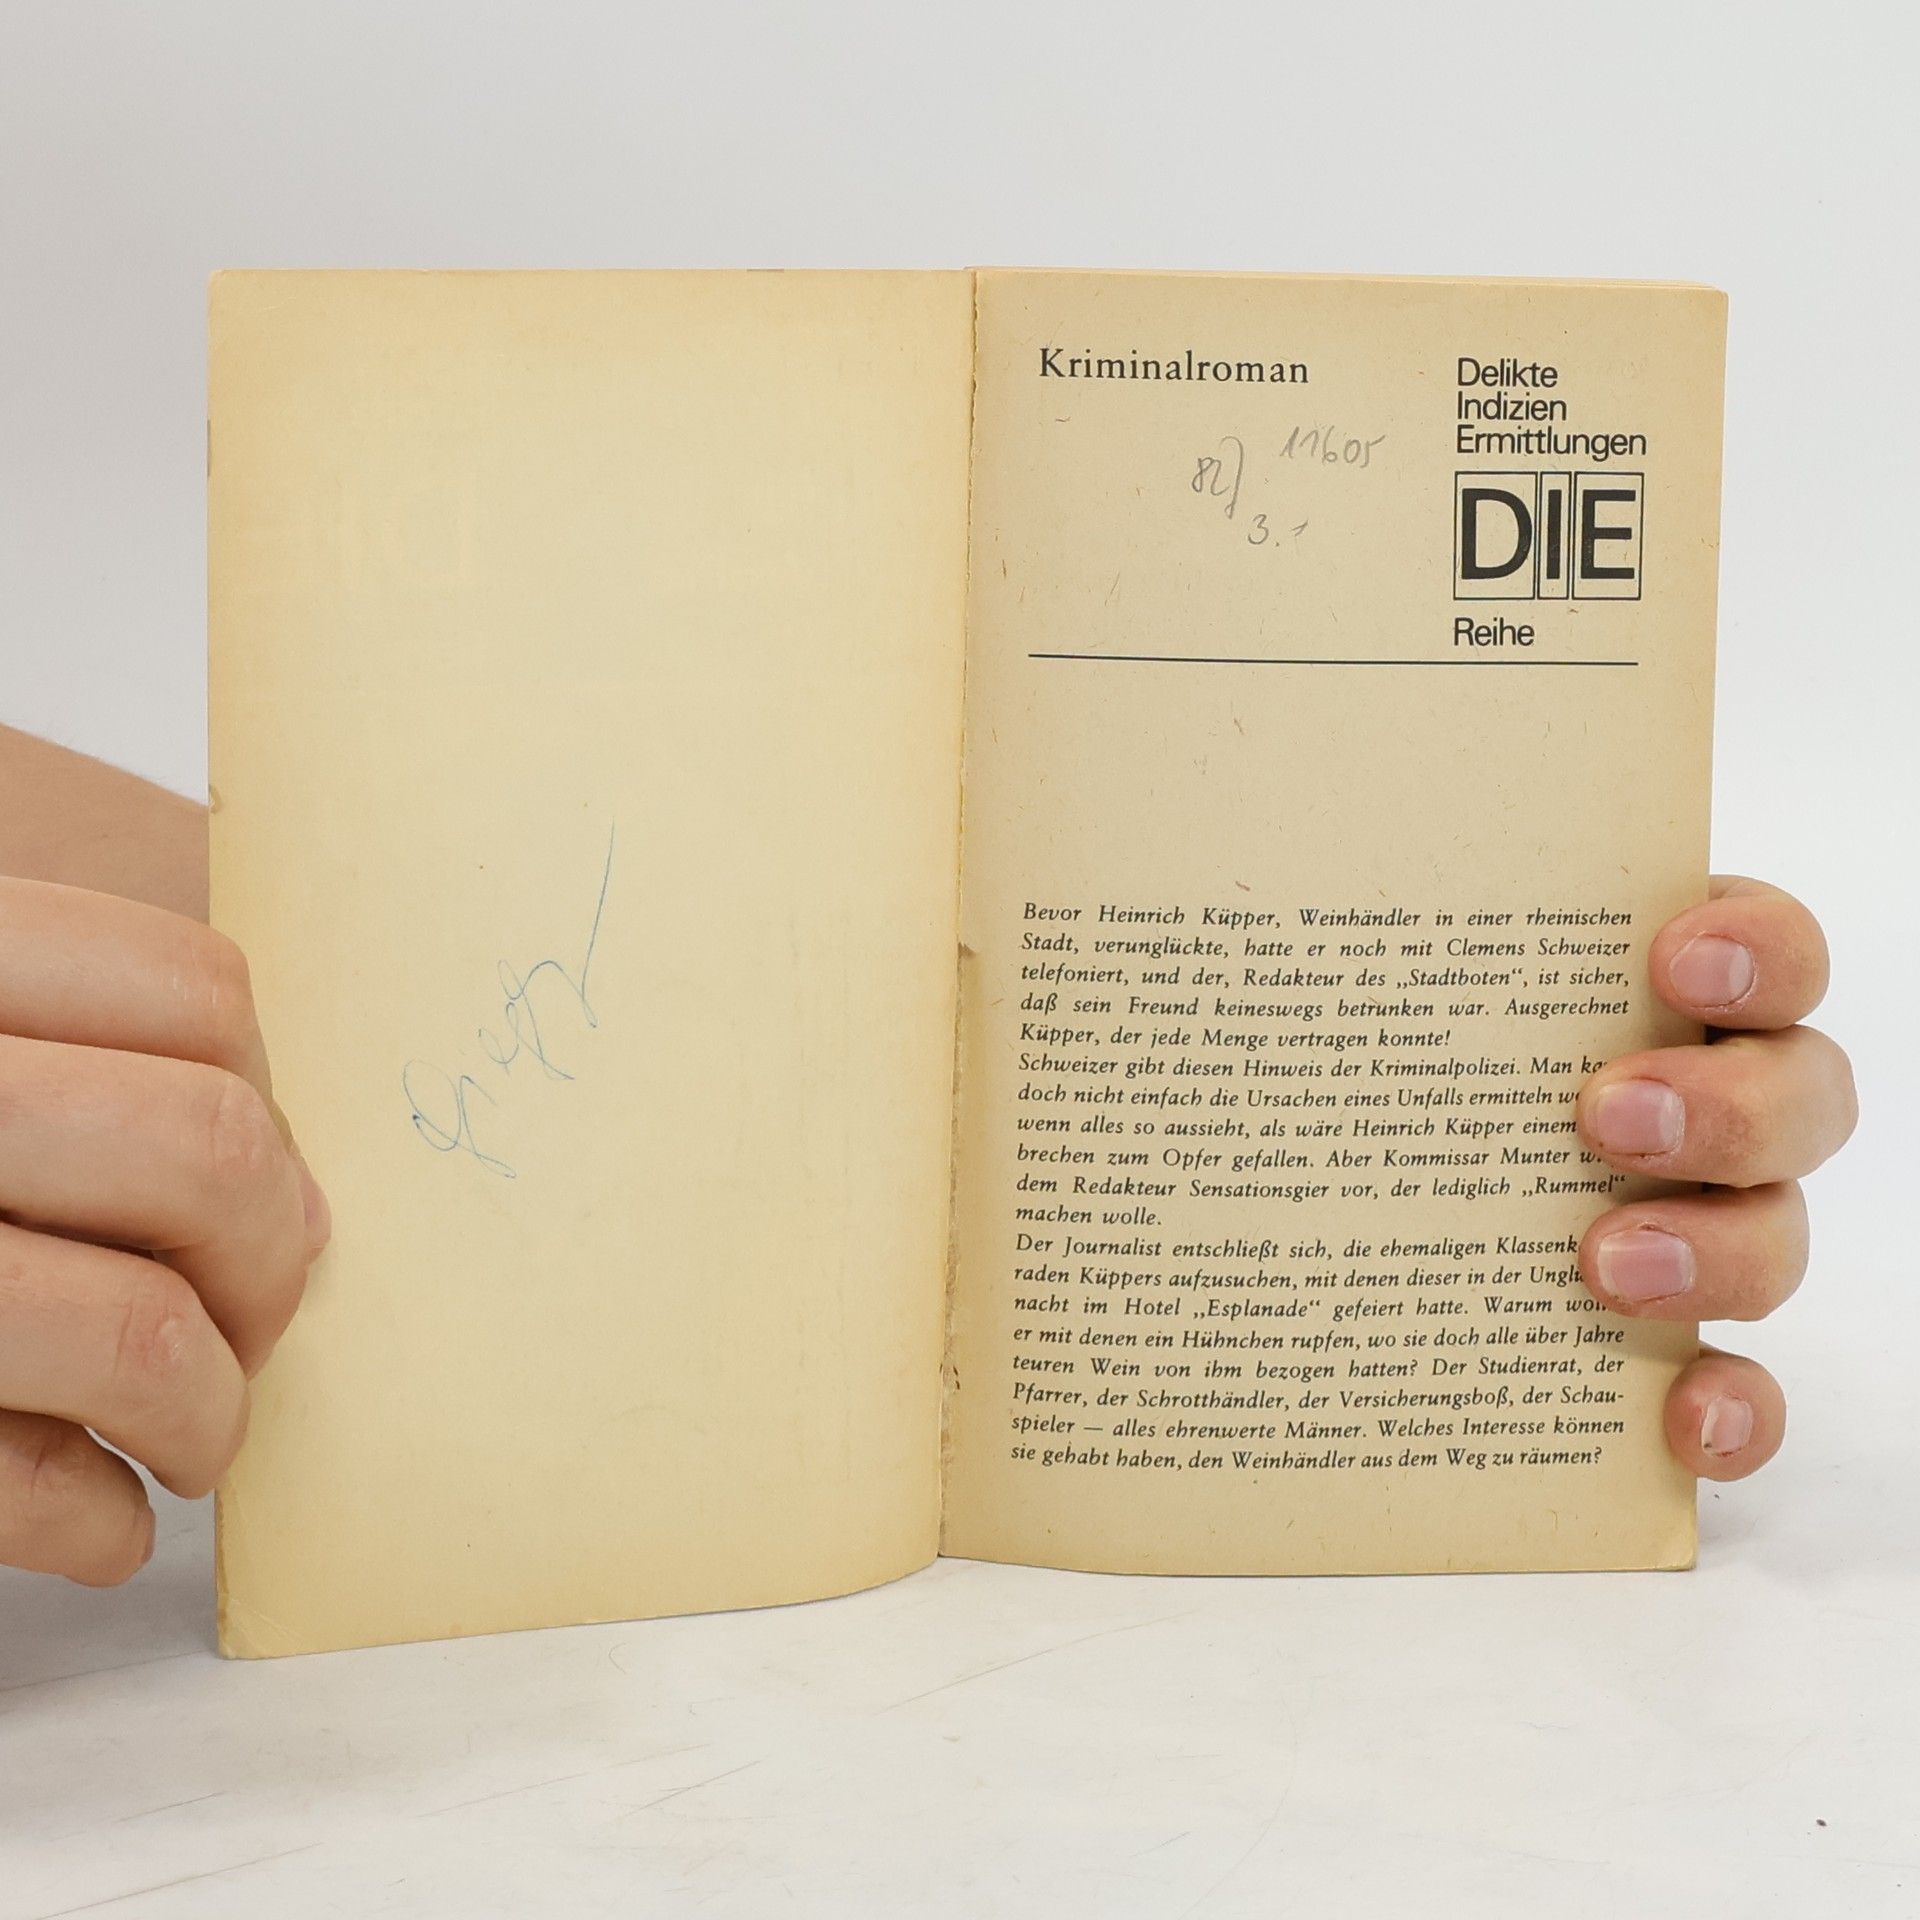 Kriminalroman
Delikte
Indizien
Ermittlungen
DIE
Reihe
11605
82)
3.-
Bevor Heinrich Küpper, Weinhändler in einer rheinischen
Stadt, verunglückte, hatte er noch mit Clemens Schweizer
telefoniert, und der, Redakteur des „Stadtboten“, ist sicher,
daß sein Freund keineswegs betrunken war. Ausgerechnet
Küpper, der jede Menge vertragen konnte!
Schweizer gibt diesen Hinweis der Kriminalpolizei. Man
doch nicht einfach die Ursachen eines Unfalls ermitteln
wenn alles so aussieht, als wäre Heinrich Küpper einem
brechen zum Opfer gefallen. Aber Kommissar Munter
dem Redakteur Sensationsgier vor, der lediglich „Rummel“
machen wolle.
Der Journalist entschließt sich, die ehemaligen
raden Küppers aufzusuchen, mit denen dieser in der
nacht im Hotel „Esplanade“ gefeiert hatte. Warum
er mit denen ein Hühnchen rupfen, wo sie doch alle über Jahre
teuren Wein von ihm bezogen hatten? Der Studienrat, der
Pfarrer, der Schrotthändler, der Versicherungsboß, der Schau-
spieler — alles ehrenwerte Männer. Welches Interesse können
sie gehabt haben, den Weinhändler aus dem Weg zu räumen?